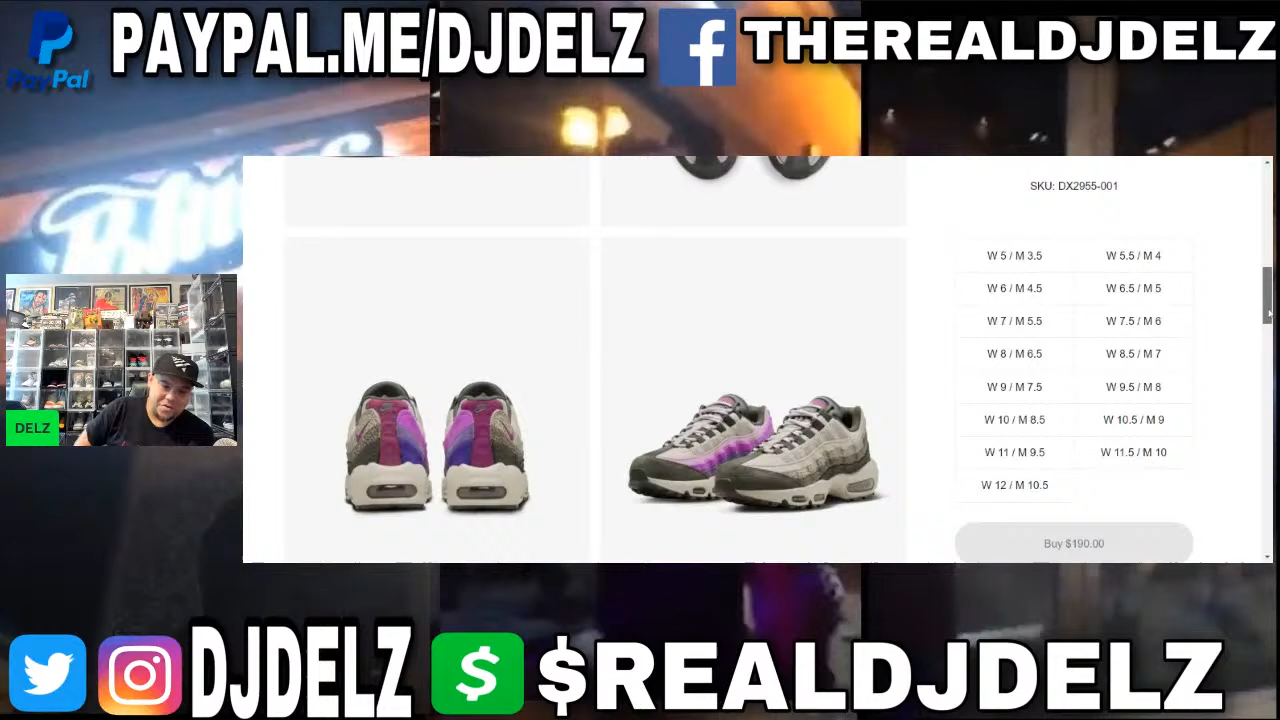 PayPal
PAYPAL.ME/DJDELZ
THEREALDJDELZ
SKU: DX2955-001
W 5 / M 3.5
W 5.5 / M 4
W 6 / M 4.5
W 6.5 / M 5
W 7 / M 5.5
W 7.5 / M 6
W 8 / M 6.5
W 8.5 / M 7
W 9 / M 7.5
W 9.5 / M 8
W 10 / M 8.5
W 10.5 / M 9
W 11 / M 9.5
W 11.5 / M 10
W 12 / M 10.5
Buy $190.00
DELZ
DJDELZ
$REALDJDELZ